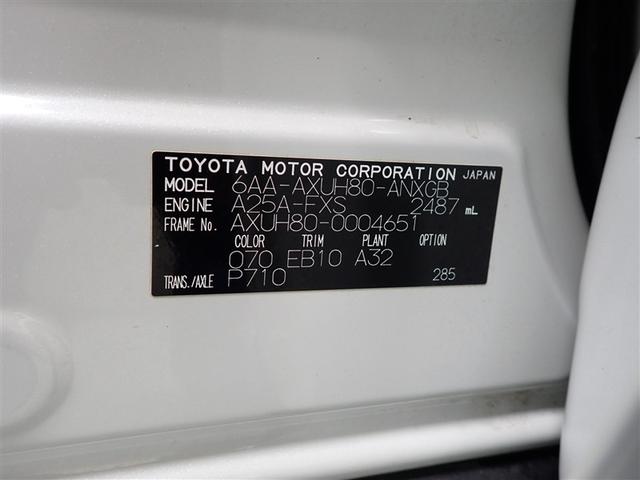 TOYOTA MOTOR CORPORATION JAPAN
MODEL 6AA-AXUH80-ANXGB
ENGINE A25A-FXS 2487 mL
FRAME No. AXUH80-0004651
COLOR TRIM PLANT OPTION
070 EB10 A32
TRANS./AXLE P710 285